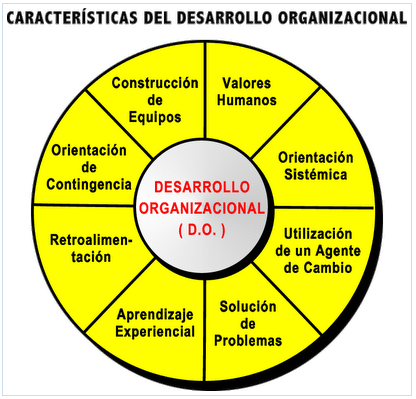 CARACTERÍSTICAS DEL DESARROLLO ORGANIZACIONAL
Construcción
de
Equipos
Valores
Humanos
Orientación
de
Contingencia
Orientación
Sistémica
DESARROLLO
ORGANIZACIONAL
( D.O. )
Retroalimen-
tación
Utilización
de un Agente
de Cambio
Aprendizaje
Experiencial
Solución
de
Problemas